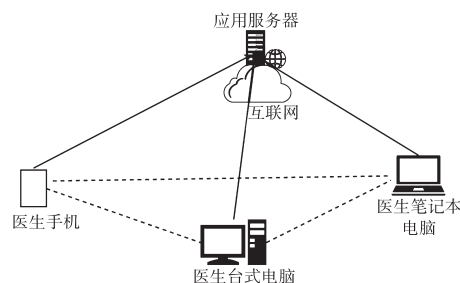 应用服务器
互联网
医生手机
医生笔记本
电脑
医生台式电脑